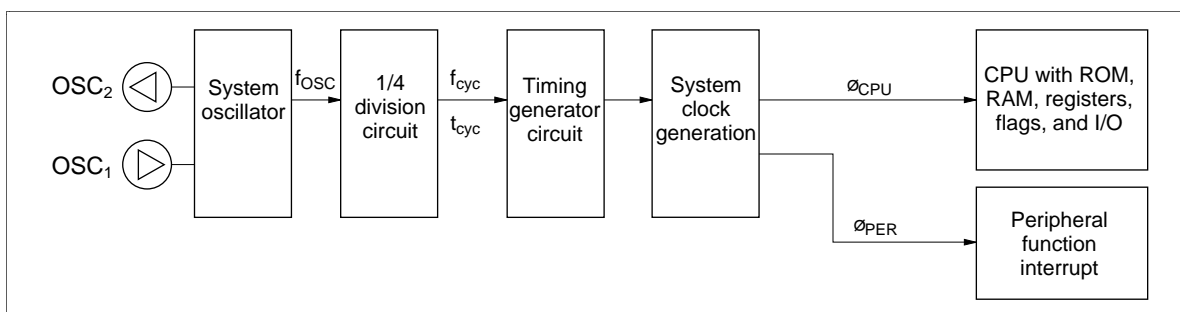 OSC₂
OSC₁
System
oscillator
fOSC
1/4
division
circuit
fcyc
tcyc
Timing
generator
circuit
System
clock
generation
øCPU
øPER
CPU with ROM,
RAM, registers,
flags, and I/O
Peripheral
function
interrupt